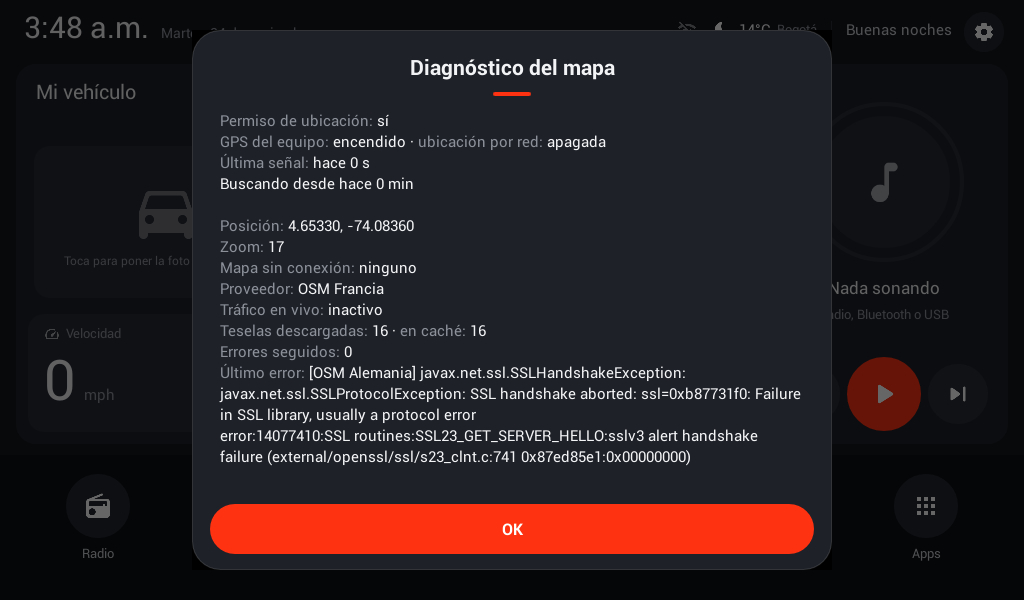 3:48 a.m.
14°C Bogotá
Buenas noches
Mi vehículo
Toca para poner la foto
Velocidad
0 mph
Diagnóstico del mapa
Permiso de ubicación: sí
GPS del equipo: encendido · ubicación por red: apagada
Última señal: hace 0 s
Buscando desde hace 0 min
Posición: 4.65330, -74.08360
Zoom: 17
Mapa sin conexión: ninguno
Proveedor: OSM Francia
Tráfico en vivo: inactivo
Teselas descargadas: 16 · en caché: 16
Errores seguidos: 0
Último error: [OSM Alemania] javax.net.ssl.SSLHandshakeException:
javax.net.ssl.SSLProtocolException: SSL handshake aborted: ssl=0xb87731f0: Failure
in SSL library, usually a protocol error
error:14077410:SSL routines:SSL23_GET_SERVER_HELLO:sslv3 alert handshake
failure (external/openssl/ssl/s23_clnt.c:741 0x87ed85e1:0x00000000)
OK
Nada sonando
Bluetooth o USB
Radio
Apps